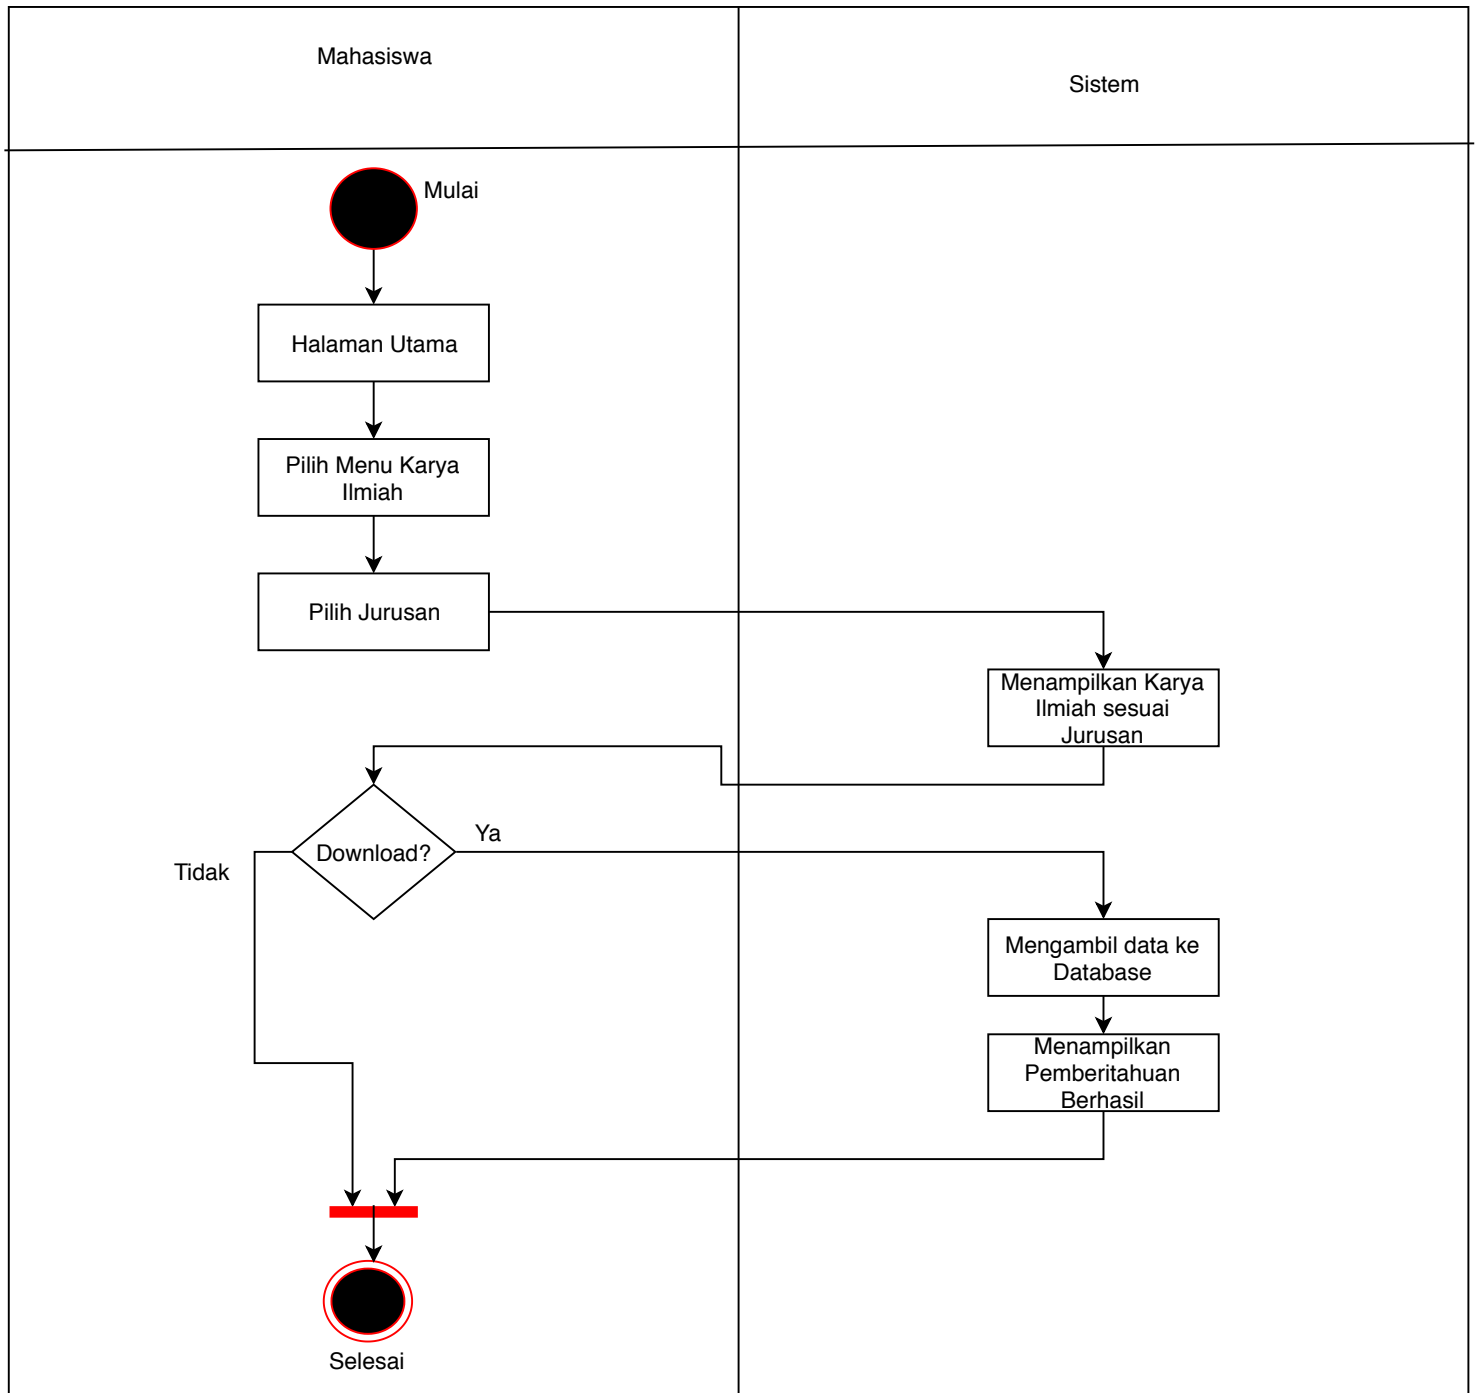 Mahasiswa
Sistem
Mulai
Halaman Utama
Pilih Menu Karya
Ilmiah
Pilih Jurusan
Menampilkan Karya
Ilmiah sesuai
Jurusan
Download?
Ya
Tidak
Mengambil data ke
Database
Menampilkan
Pemberitahuan
Berhasil
Selesai